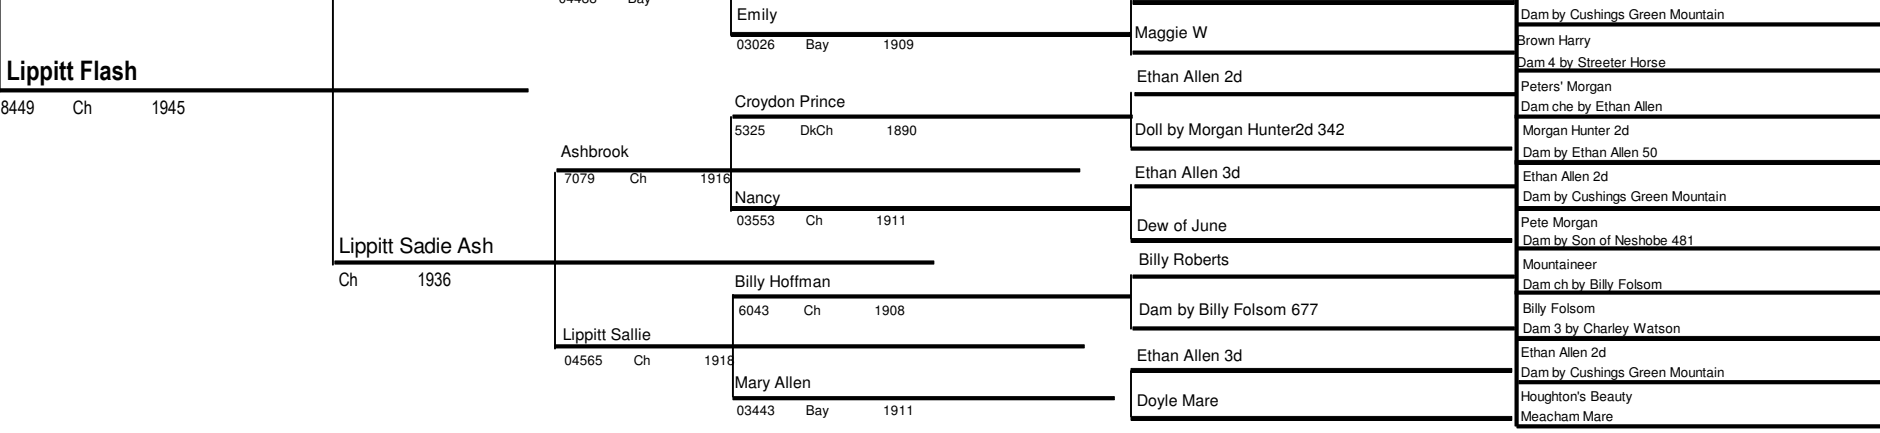 04488 Bay
Emily
03026 Bay 1909
Maggie W
Dam by Cushings Green Mountain
Brown Harry
Dam 4 by Streeter Horse
Lippitt Flash
8449 Ch 1945
Ethan Allen 2d
Peters' Morgan
Dam che by Ethan Allen
Croydon Prince
5325 DkCh 1890
Doll by Morgan Hunter2d 342
Morgan Hunter 2d
Dam by Ethan Allen 50
Ashbrook
7079 Ch 1916
Ethan Allen 3d
Ethan Allen 2d
Dam by Cushings Green Mountain
Nancy
03553 Ch 1911
Dew of June
Pete Morgan
Dam by Son of Neshobe 481
Lippitt Sadie Ash
Ch 1936
Billy Roberts
Mountaineer
Dam ch by Billy Folsom
Billy Hoffman
6043 Ch 1908
Dam by Billy Folsom 677
Billy Folsom
Dam 3 by Charley Watson
Lippitt Sallie
04565 Ch 1918
Ethan Allen 3d
Ethan Allen 2d
Dam by Cushings Green Mountain
Mary Allen
03443 Bay 1911
Doyle Mare
Houghton's Beauty
Meacham Mare